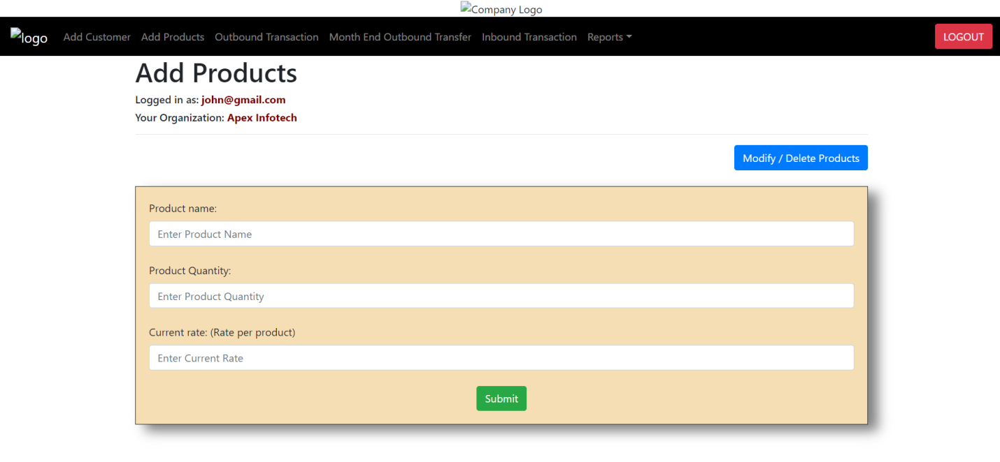 Company Logo
logo Add Customer Add Products Outbound Transaction Month End Outbound Transfer Inbound Transaction Reports LOGOUT
Add Products
Logged in as: john@gmail.com
Your Organization: Apex Infotech
Modify / Delete Products
Product name:
Enter Product Name
Product Quantity:
Enter Product Quantity
Current rate: (Rate per product)
Enter Current Rate
Submit